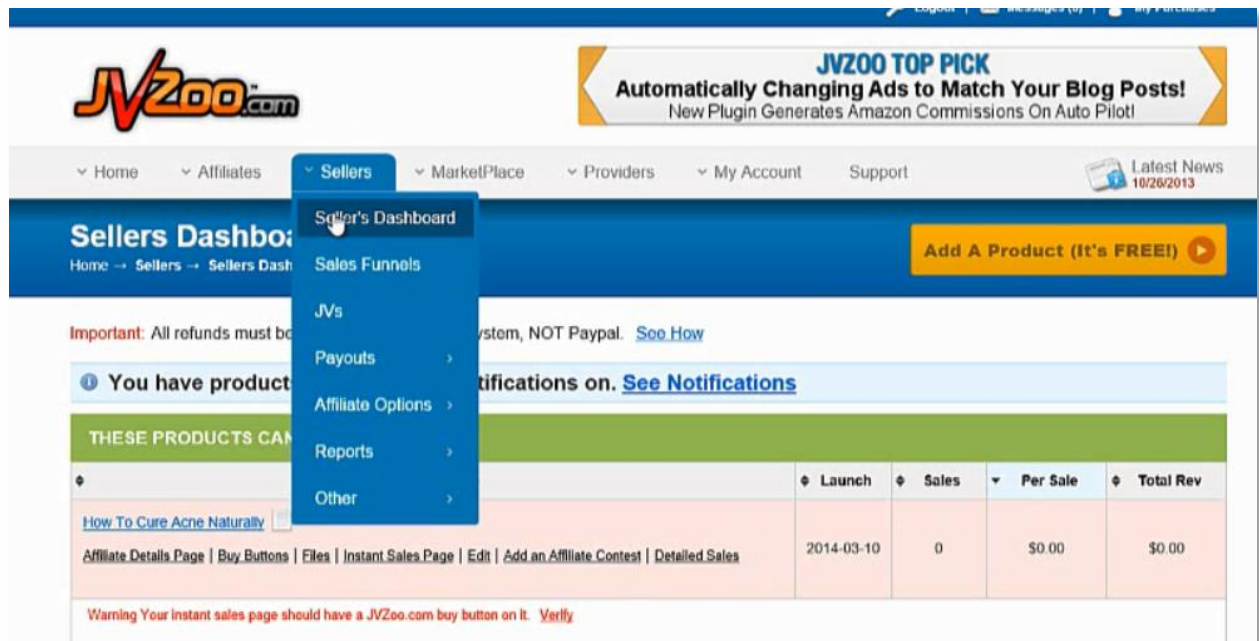 Logout | Messages (0) | My Purchases
JVZoo.com
JVZOO TOP PICK
Automatically Changing Ads to Match Your Blog Posts!
New Plugin Generates Amazon Commissions On Auto Pilot!
Home Affiliates Sellers MarketPlace Providers My Account Support
Latest News
10/26/2013
Seller's Dashboard
Sales Funnels
JVs
Payouts
Affiliate Options
Reports
Other
Sellers
Home → Sellers → Sellers Dash
Add A Product (It's FREE!)
Important: All refunds must NOT Paypal. See How
You have product on. See Notifications
THESE PRODUCTS
Launch Sales Per Sale Total Rev
How To Cure Acne Naturally
Affiliate Details Page | Buy Buttons | Files | Instant Sales Page | Edit | Add an Affiliate Contest | Detailed Sales
2014-03-10 0 $0.00 $0.00
Warning Your instant sales page should have a JVZoo.com buy button on it. Verify